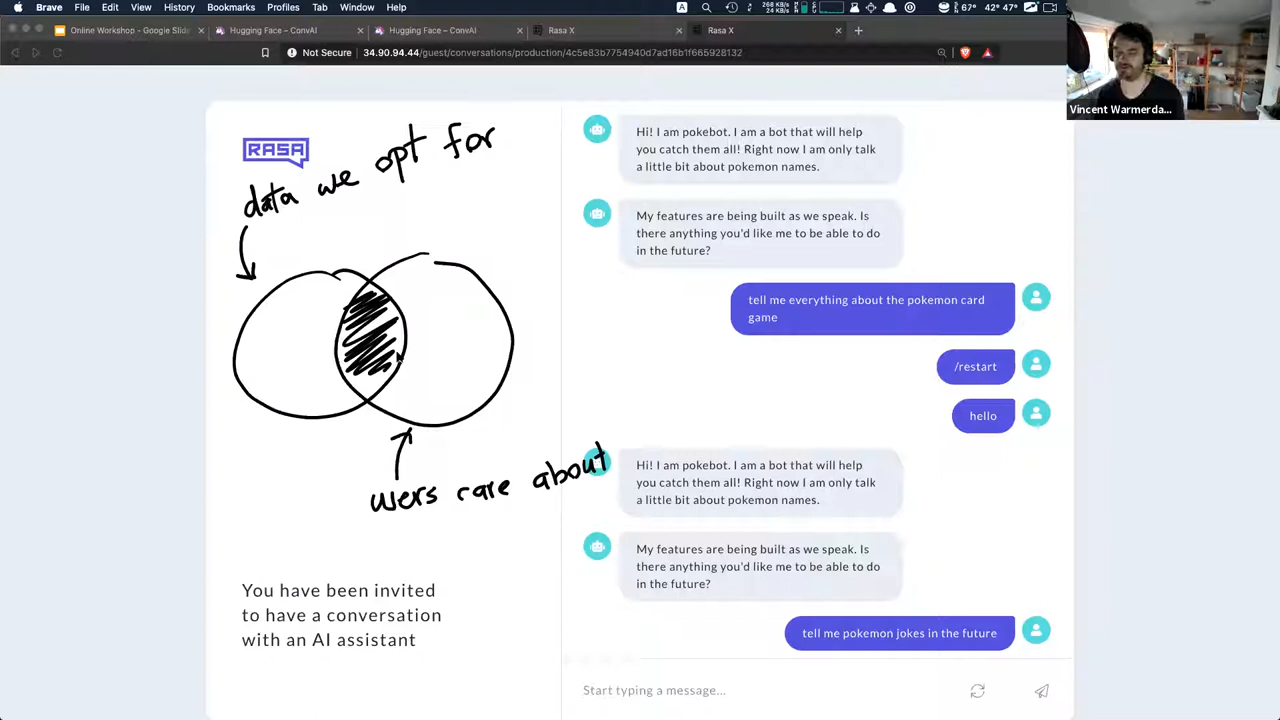 Brave File Edit View History Bookmarks Profiles Tab Window Help
268 KB/s
24 KB/s
67° 42° 47°
Online Workshop - Google Slide
Hugging Face – ConvAI
Hugging Face – ConvAI
Rasa X
Rasa X
Not Secure 34.90.94.44/guest/conversations/production/4c5e83b7754940d7ad16b1f665928132
Vincent Warmerda...
RASA
data we opt for
users care about
You have been invited
to have a conversation
with an AI assistant
Hi! I am pokebot. I am a bot that will help
you catch them all! Right now I am only talk
a little bit about pokemon names.
My features are being built as we speak. Is
there anything you'd like me to be able to do
in the future?
tell me everything about the pokemon card
game
/restart
hello
Hi! I am pokebot. I am a bot that will help
you catch them all! Right now I am only talk
a little bit about pokemon names.
My features are being built as we speak. Is
there anything you'd like me to be able to do
in the future?
tell me pokemon jokes in the future
Start typing a message...